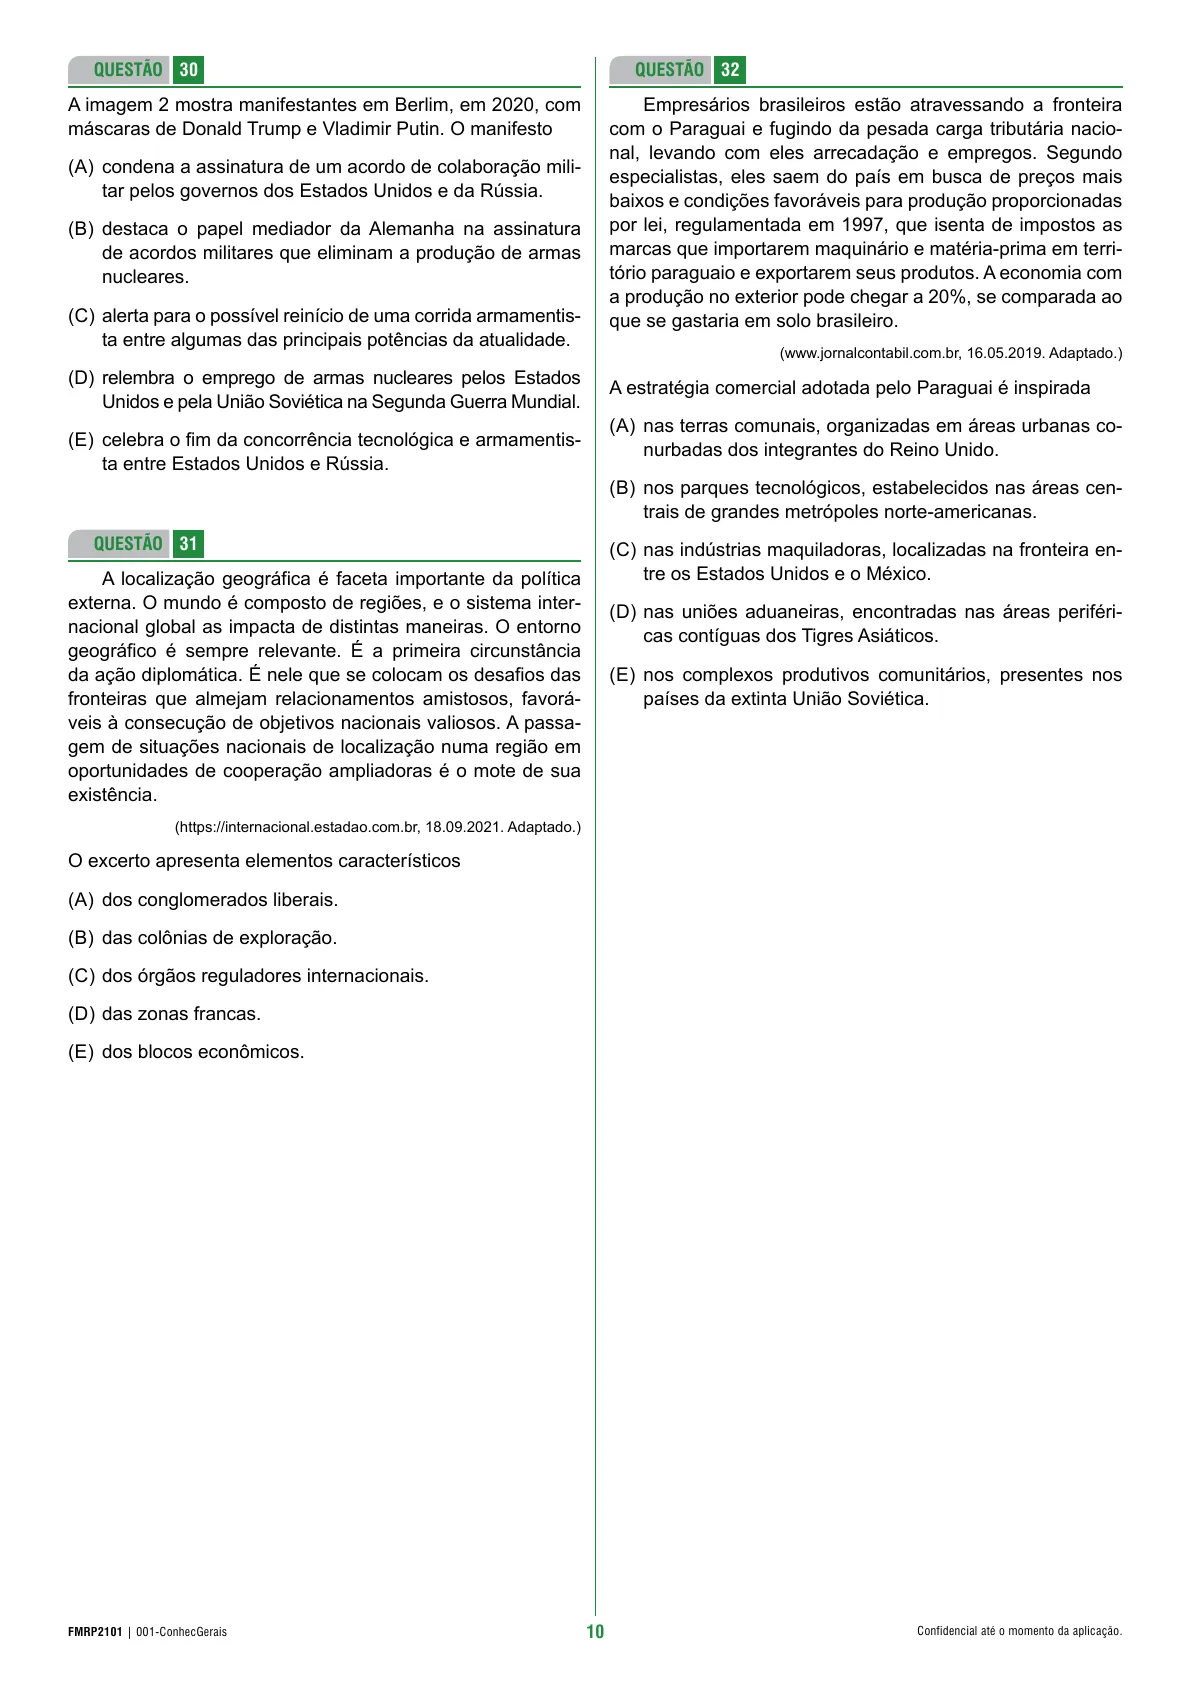 QUESTÃO 30
A imagem 2 mostra manifestantes em Berlim, em 2020, com
máscaras de Donald Trump e Vladimir Putin. O manifesto
(A) condena a assinatura de um acordo de colaboração mili-
tar pelos governos dos Estados Unidos e da Rússia.
(B) destaca o papel mediador da Alemanha na assinatura
de acordos militares que eliminam a produção de armas
nucleares.
(C) alerta para o possível reinício de uma corrida armamentis-
ta entre algumas das principais potências da atualidade.
(D) relembra o emprego de armas nucleares pelos Estados
Unidos e pela União Soviética na Segunda Guerra Mundial.
(E) celebra o fim da concorrência tecnológica e armamentis-
ta entre Estados Unidos e Rússia.
QUESTÃO 31
A localização geográfica é faceta importante da política
externa. O mundo é composto de regiões, e o sistema inter-
nacional global as impacta de distintas maneiras. O entorno
geográfico é sempre relevante. É a primeira circunstância
da ação diplomática. É nele que se colocam os desafios das
fronteiras que almejam relacionamentos amistosos, favorá-
veis à consecução de objetivos nacionais valiosos. A passa-
gem de situações nacionais de localização numa região em
oportunidades de cooperação ampliadoras é o mote de sua
existência.
(https://internacional.estadao.com.br, 18.09.2021. Adaptado.)
O excerto apresenta elementos característicos
(A) dos conglomerados liberais.
(B) das colônias de exploração.
(C) dos órgãos reguladores internacionais.
(D) das zonas francas.
(E) dos blocos econômicos.
QUESTÃO 32
Empresários brasileiros estão atravessando a fronteira
com o Paraguai e fugindo da pesada carga tributária nacio-
nal, levando com eles arrecadação e empregos. Segundo
especialistas, eles saem do país em busca de preços mais
baixos e condições favoráveis para produção proporcionadas
por lei, regulamentada em 1997, que isenta de impostos as
marcas que importarem maquinário e matéria-prima em terri-
tório paraguaio e exportarem seus produtos. A economia com
a produção no exterior pode chegar a 20%, se comparada ao
que se gastaria em solo brasileiro.
(www.jornalcontabil.com.br, 16.05.2019. Adaptado.)
A estratégia comercial adotada pelo Paraguai é inspirada
(A) nas terras comunais, organizadas em áreas urbanas co-
nurbadas dos integrantes do Reino Unido.
(B) nos parques tecnológicos, estabelecidos nas áreas cen-
trais de grandes metrópoles norte-americanas.
(C) nas indústrias maquiladoras, localizadas na fronteira en-
tre os Estados Unidos e o México.
(D) nas uniões aduaneiras, encontradas nas áreas periféri-
cas contíguas dos Tigres Asiáticos.
(E) nos complexos produtivos comunitários, presentes nos
países da extinta União Soviética.
FMRP2101 | 001-ConhecGerais
10
Confidencial até o momento da aplicação.